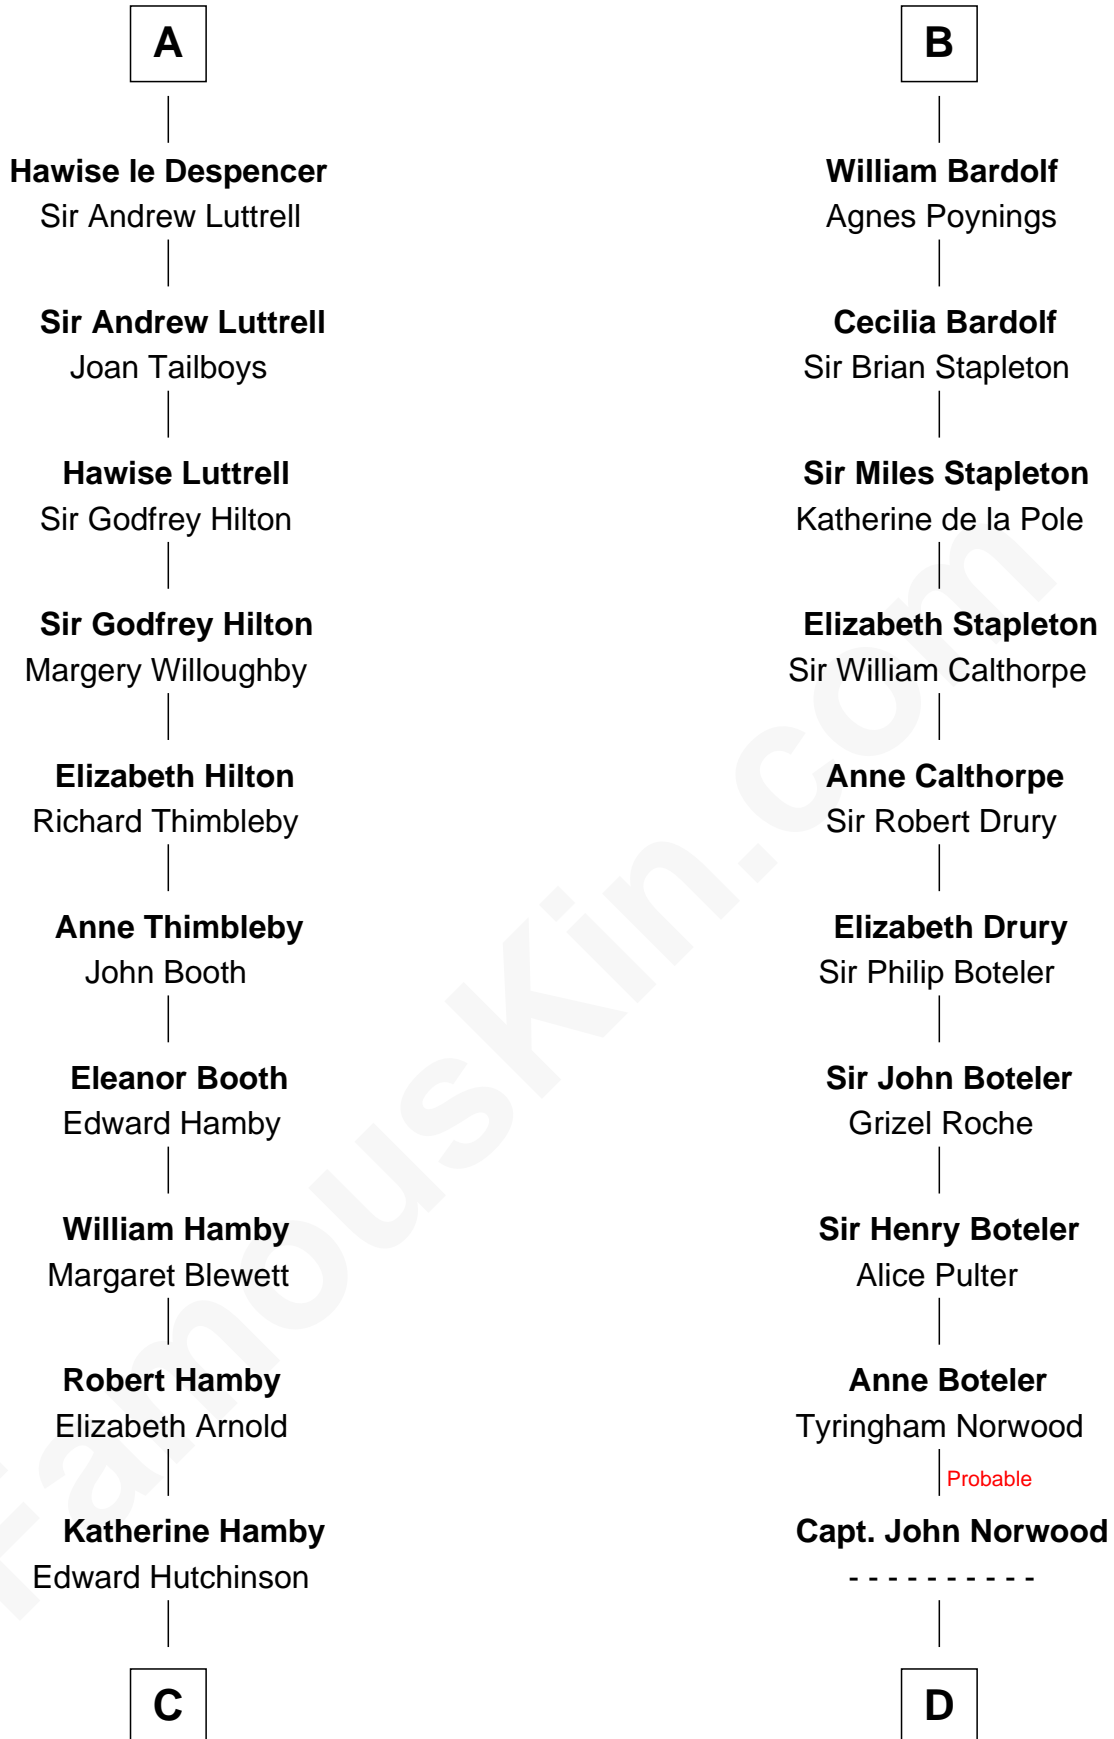 A
Hawise le Despencer
Sir Andrew Luttrell
Sir Andrew Luttrell
Joan Tailboys
Hawise Luttrell
Sir Godfrey Hilton
Sir Godfrey Hilton
Margery Willoughby
Elizabeth Hilton
Richard Thimbleby
Anne Thimbleby
John Booth
Eleanor Booth
Edward Hamby
William Hamby
Margaret Blewett
Robert Hamby
Elizabeth Arnold
Katherine Hamby
Edward Hutchinson
C
B
William Bardolf
Agnes Poynings
Cecilia Bardolf
Sir Brian Stapleton
Sir Miles Stapleton
Katherine de la Pole
Elizabeth Stapleton
Sir William Calthorpe
Anne Calthorpe
Sir Robert Drury
Elizabeth Drury
Sir Philip Boteler
Sir John Boteler
Grizel Roche
Sir Henry Boteler
Alice Pulter
Anne Boteler
Tyringham Norwood
Probable
Capt. John Norwood
- - - - - - - - - -
D
FamousKin.com